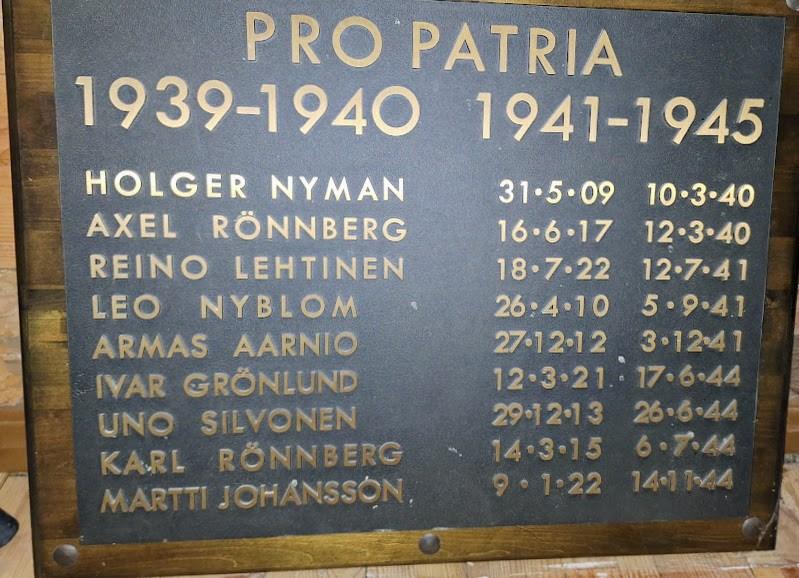 PRO PATRIA
1939-1940 1941-1945
HOLGER NYMAN 31·5·09 10·3·40
AXEL RÖNNBERG 16·6·17 12·3·40
REINO LEHTINEN 18·7·22 12·7·41
LEO NYBLOM 26·4·10 5·9·41
ARMAS AARNIO 27·12·12 3·12·41
IVAR GRÖNLUND 12·3·21 17·6·44
UNO SILVONEN 29·12·13 26·6·44
KARL RÖNNBERG 14·3·15 6·7·44
MARTTI JOHANSSON 9·1·22 14·11·44